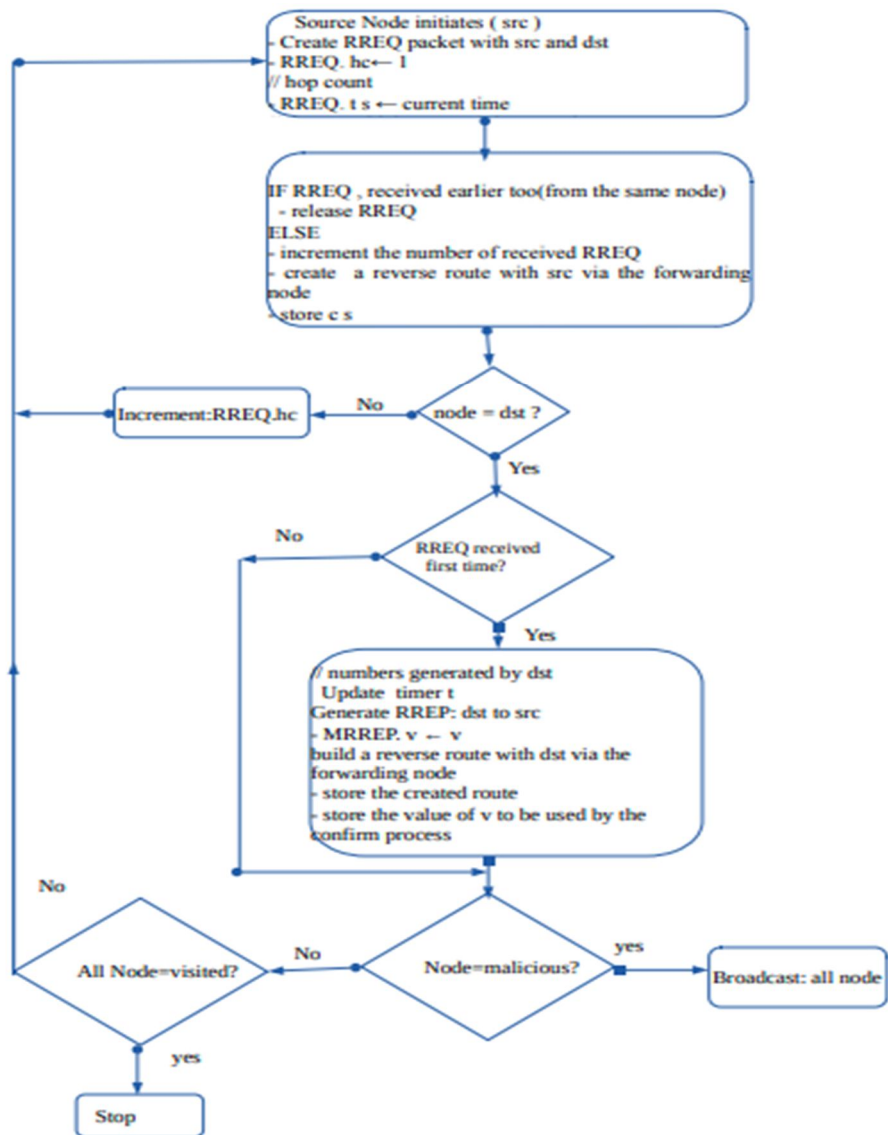 Source Node initiates ( src )
- Create RREQ packet with src and dst
- RREQ. hc← 1
// hop count
- RREQ. t s ← current time
IF RREQ , received earlier too(from the same node)
- release RREQ
ELSE
- increment the number of received RREQ
- create a reverse route with src via the forwarding
node
- store c s
node = dst ?
No
Increment:RREQ.hc
Yes
RREQ received
first time?
No
Yes
// numbers generated by dst
Update timer t
Generate RREP: dst to src
- MRREP. v ← v
build a reverse route with dst via the
forwarding node
- store the created route
- store the value of v to be used by the
confirm process
Node=malicious?
yes
Broadcast: all node
No
All Node=visited?
No
yes
Stop